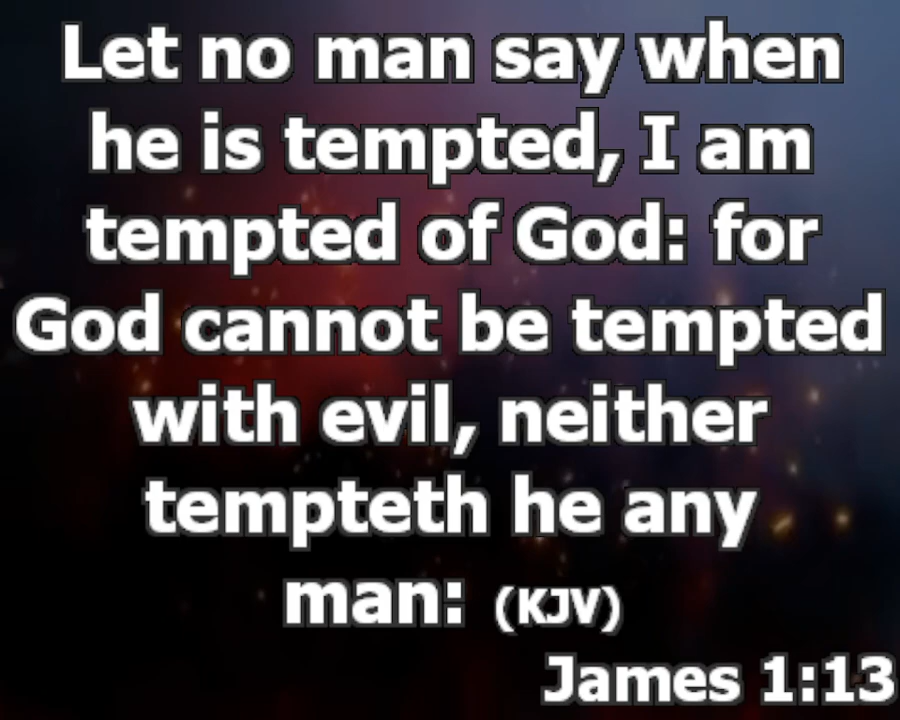 Let no man say when
he is tempted, I am
tempted of God: for
God cannot be tempted
with evil, neither
tempteth he any
man: (KJV)
James 1:13